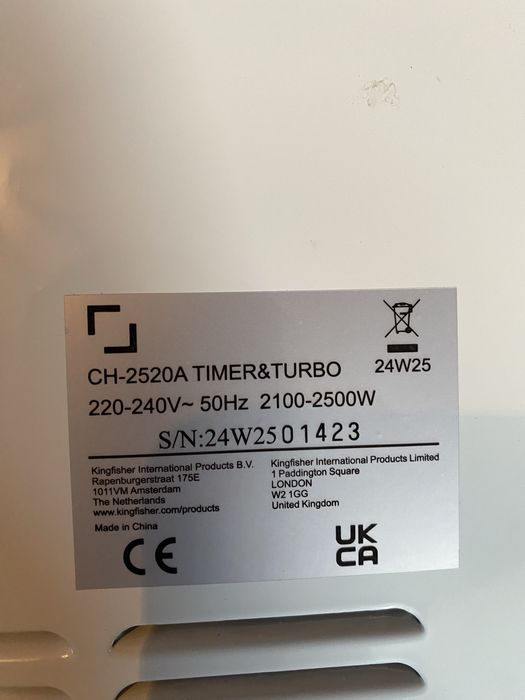 24W25
CH-2520A TIMER&TURBO
220-240V~ 50Hz 2100-2500W
S/N:24W2501423
Kingfisher International Products B.V.
Rapenburgerstraat 175E
1011VM Amsterdam
The Netherlands
www.kingfisher.com/products
Kingfisher International Products Limited
1 Paddington Square
LONDON
W2 1GG
United Kingdom
Made in China
CE
UK
CA